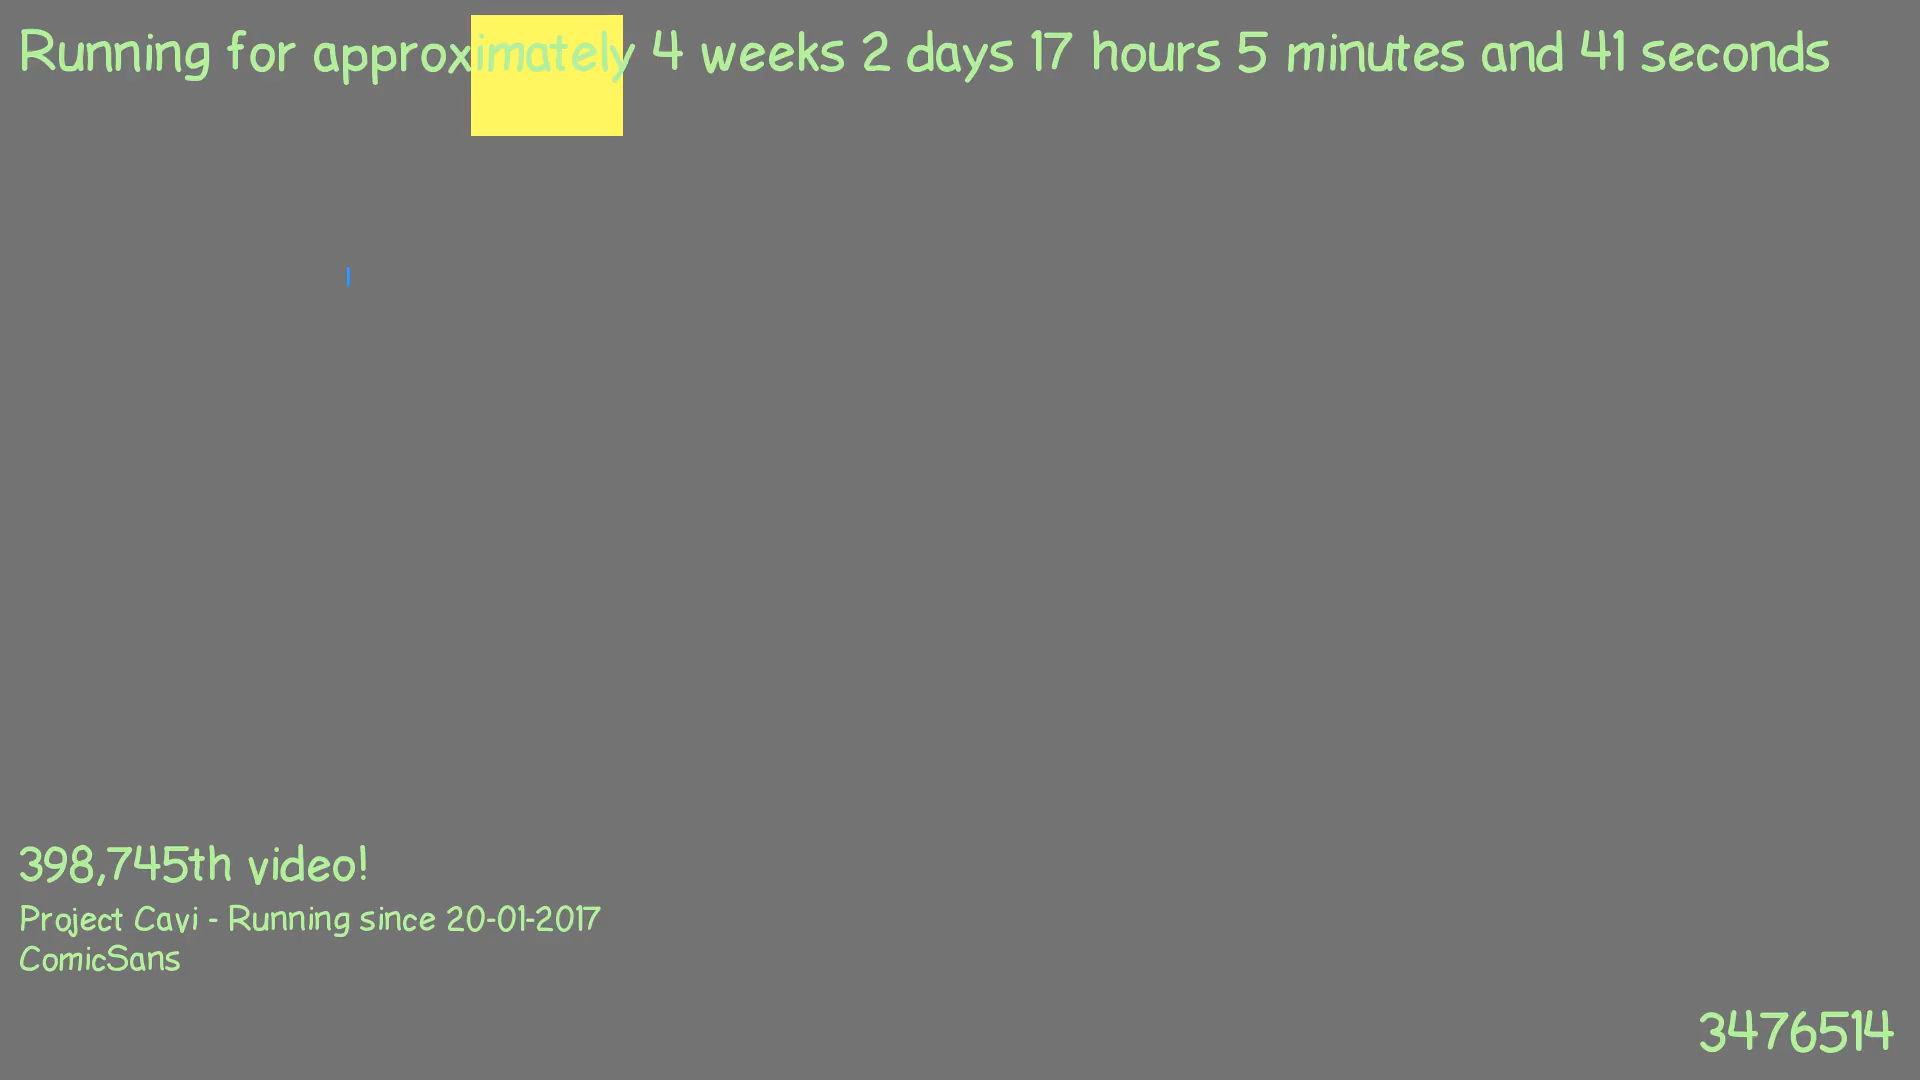 Running for approximately 4 weeks 2 days 17 hours 5 minutes and 41 seconds
398,745th video!
Project Cavi - Running since 20-01-2017
ComicSans
3476514